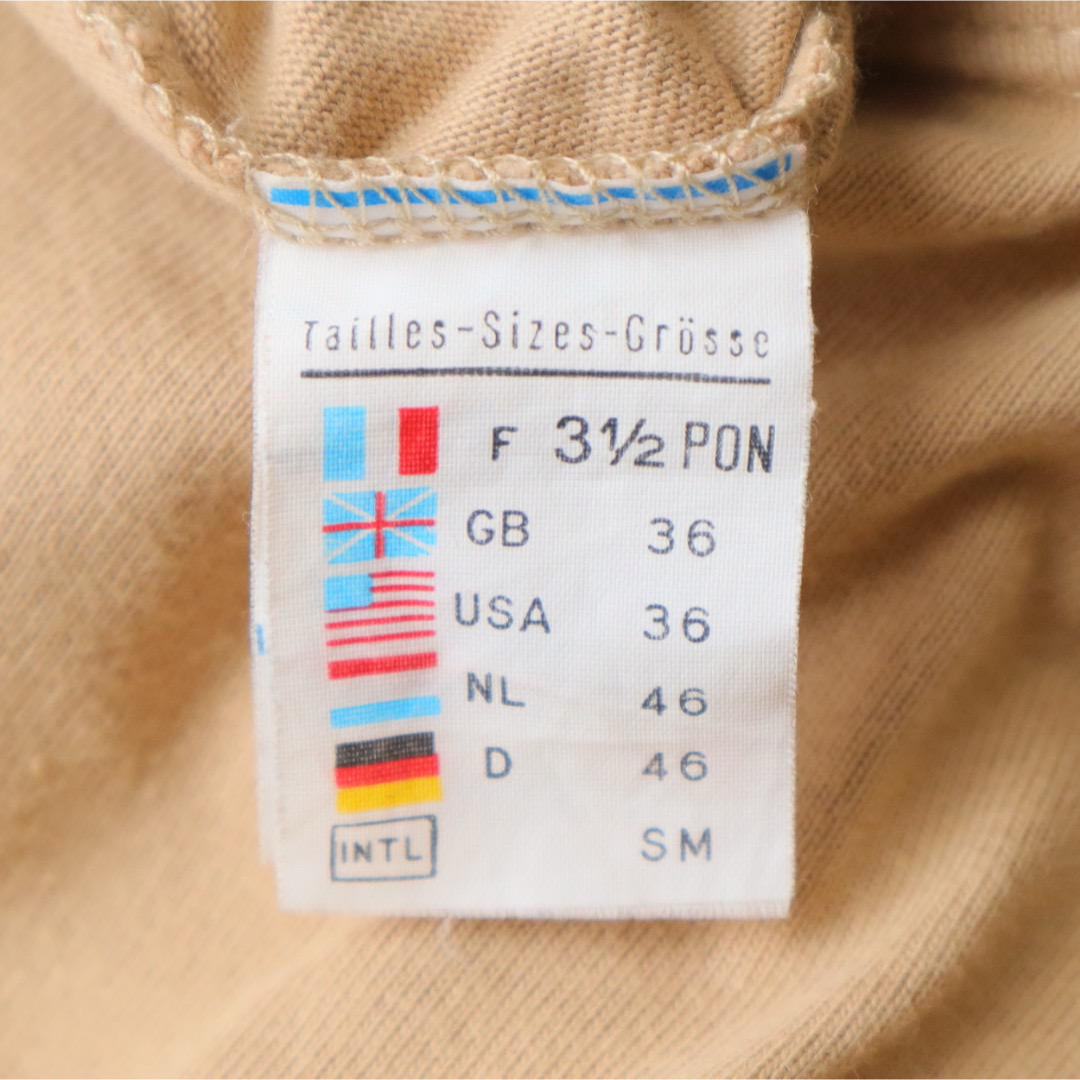 Tailles-Sizes-Grösse
F 3½ PON
GB 36
USA 36
NL 46
D 46
INTL SM